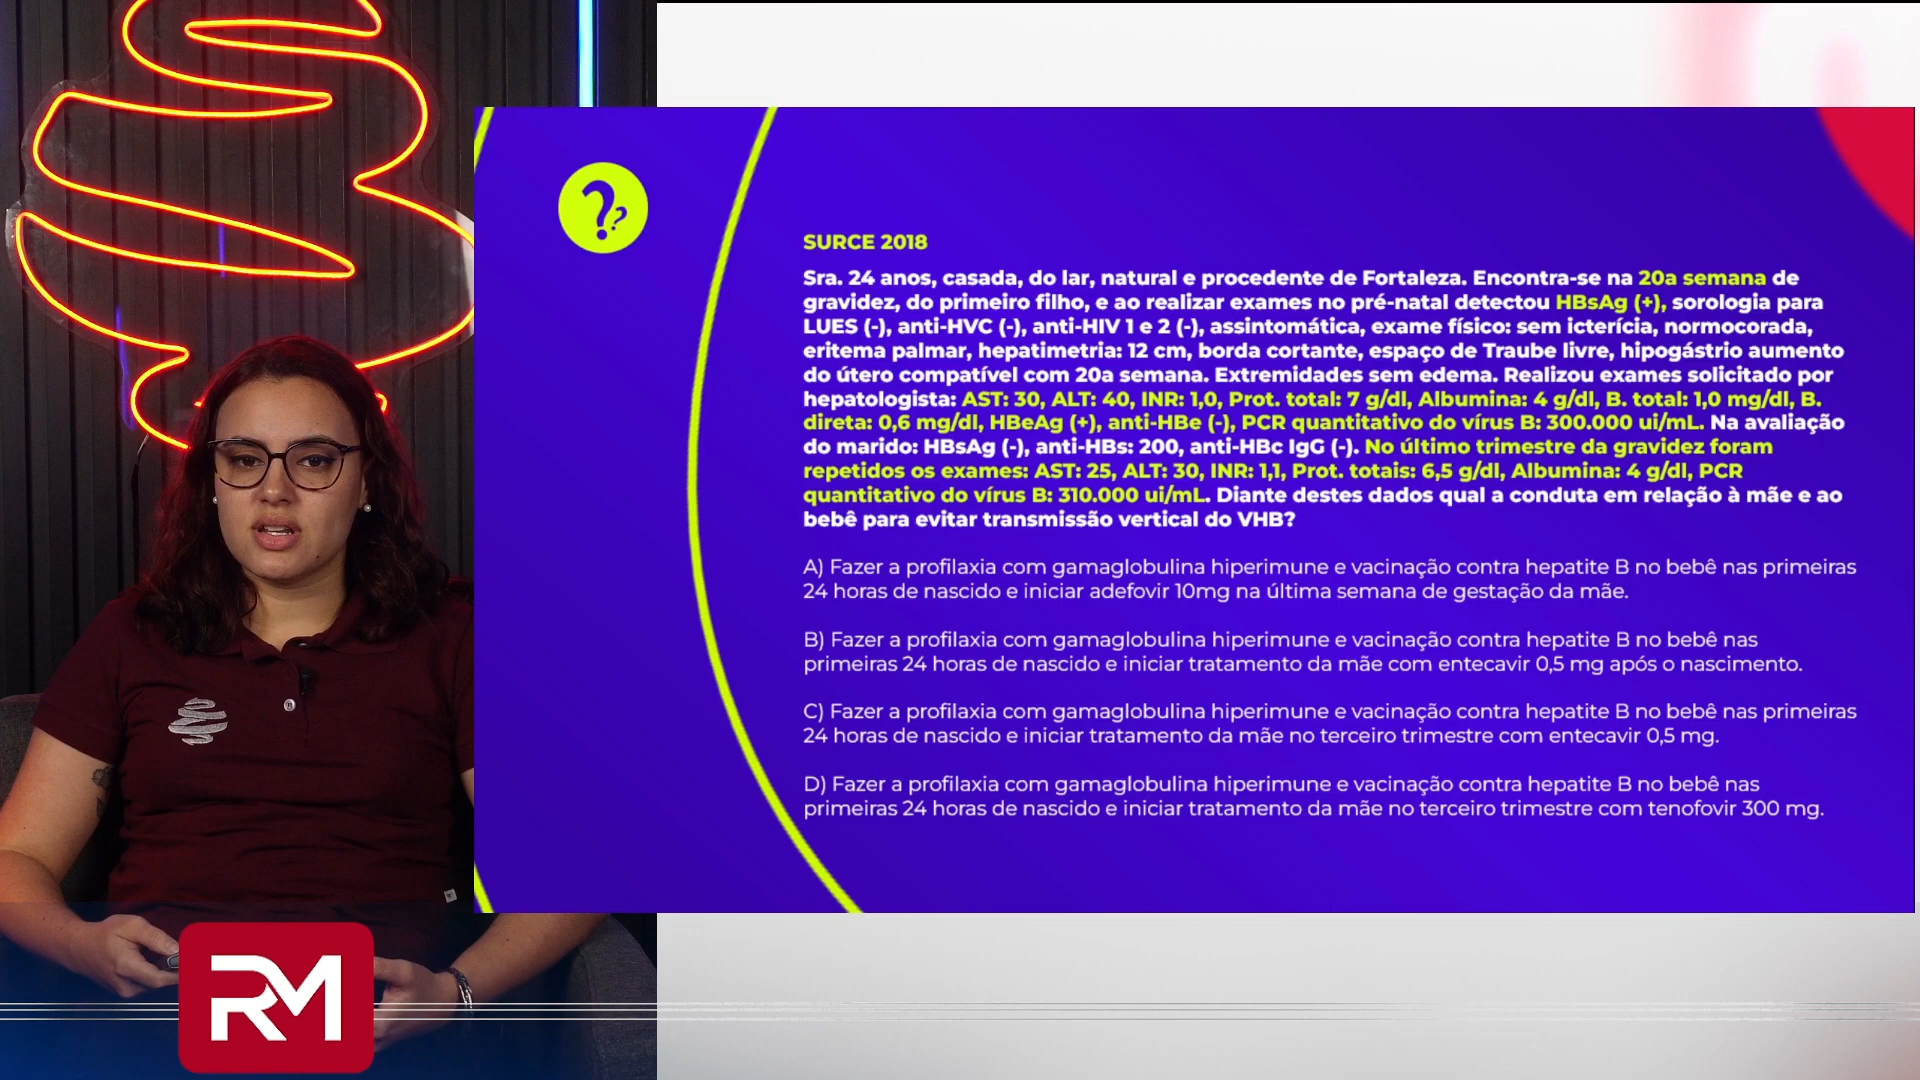 SURCE 2018
Sra. 24 anos, casada, do lar, natural e procedente de Fortaleza. Encontra-se na 20a semana de
gravidez, do primeiro filho, e ao realizar exames no pré-natal detectou HBsAg (+), sorologia para
LUES (-), anti-HVC (-), anti-HIV 1 e 2 (-), assintomática, exame físico: sem icterícia, normocorada,
eritema palmar, hepatimetria: 12 cm, borda cortante, espaço de Traube livre, hipogástrio aumento
do útero compatível com 20a semana. Extremidades sem edema. Realizou exames solicitado por
hepatologista: AST: 30, ALT: 40, INR: 1,0, Prot. total: 7 g/dl, Albumina: 4 g/dl, B. total: 1,0 mg/dl, B.
direta: 0,6 mg/dl, HBeAg (+), anti-HBe (-), PCR quantitativo do vírus B: 300.000 ui/mL. Na avaliação
do marido: HBsAg (-), anti-HBs: 200, anti-HBc IgG (-). No último trimestre da gravidez foram
repetidos os exames: AST: 25, ALT: 30, INR: 1,1, Prot. totais: 6,5 g/dl, Albumina: 4 g/dl, PCR
quantitativo do vírus B: 310.000 ui/mL. Diante destes dados qual a conduta em relação à mãe e ao
bebê para evitar transmissão vertical do VHB?
A) Fazer a profilaxia com gamaglobulina hiperimune e vacinação contra hepatite B no bebê nas primeiras
24 horas de nascido e iniciar adefovir 10mg na última semana de gestação da mãe.
B) Fazer a profilaxia com gamaglobulina hiperimune e vacinação contra hepatite B no bebê nas
primeiras 24 horas de nascido e iniciar tratamento da mãe com entecavir 0,5 mg após o nascimento.
C) Fazer a profilaxia com gamaglobulina hiperimune e vacinação contra hepatite B no bebê nas primeiras
24 horas de nascido e iniciar tratamento da mãe no terceiro trimestre com entecavir 0,5 mg.
D) Fazer a profilaxia com gamaglobulina hiperimune e vacinação contra hepatite B no bebê nas
primeiras 24 horas de nascido e iniciar tratamento da mãe no terceiro trimestre com tenofovir 300 mg.
RM